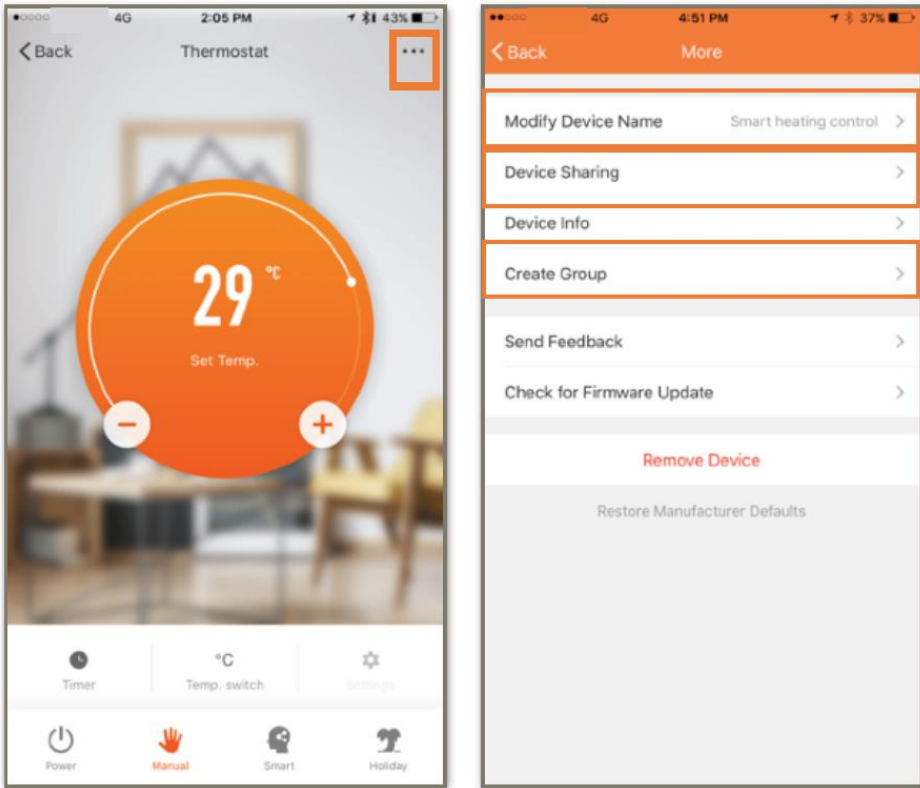 4G 2:05 PM 43%
Back Thermostat ...
29 °C
Set Temp.
− +
°C
Timer Temp. switch Settings
Power Manual Smart Holiday
4G 4:51 PM 37%
Back More
Modify Device Name Smart heating control
Device Sharing
Device Info
Create Group
Send Feedback
Check for Firmware Update
Remove Device
Restore Manufacturer Defaults